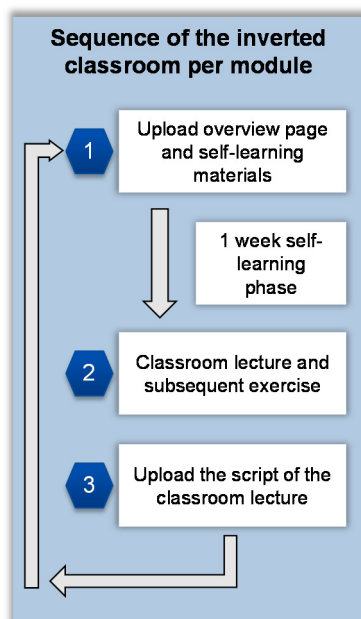 Sequence of the inverted
classroom per module
1
Upload overview page
and self-learning
materials
1 week self-
learning
phase
2
Classroom lecture and
subsequent exercise
3
Upload the script of the
classroom lecture